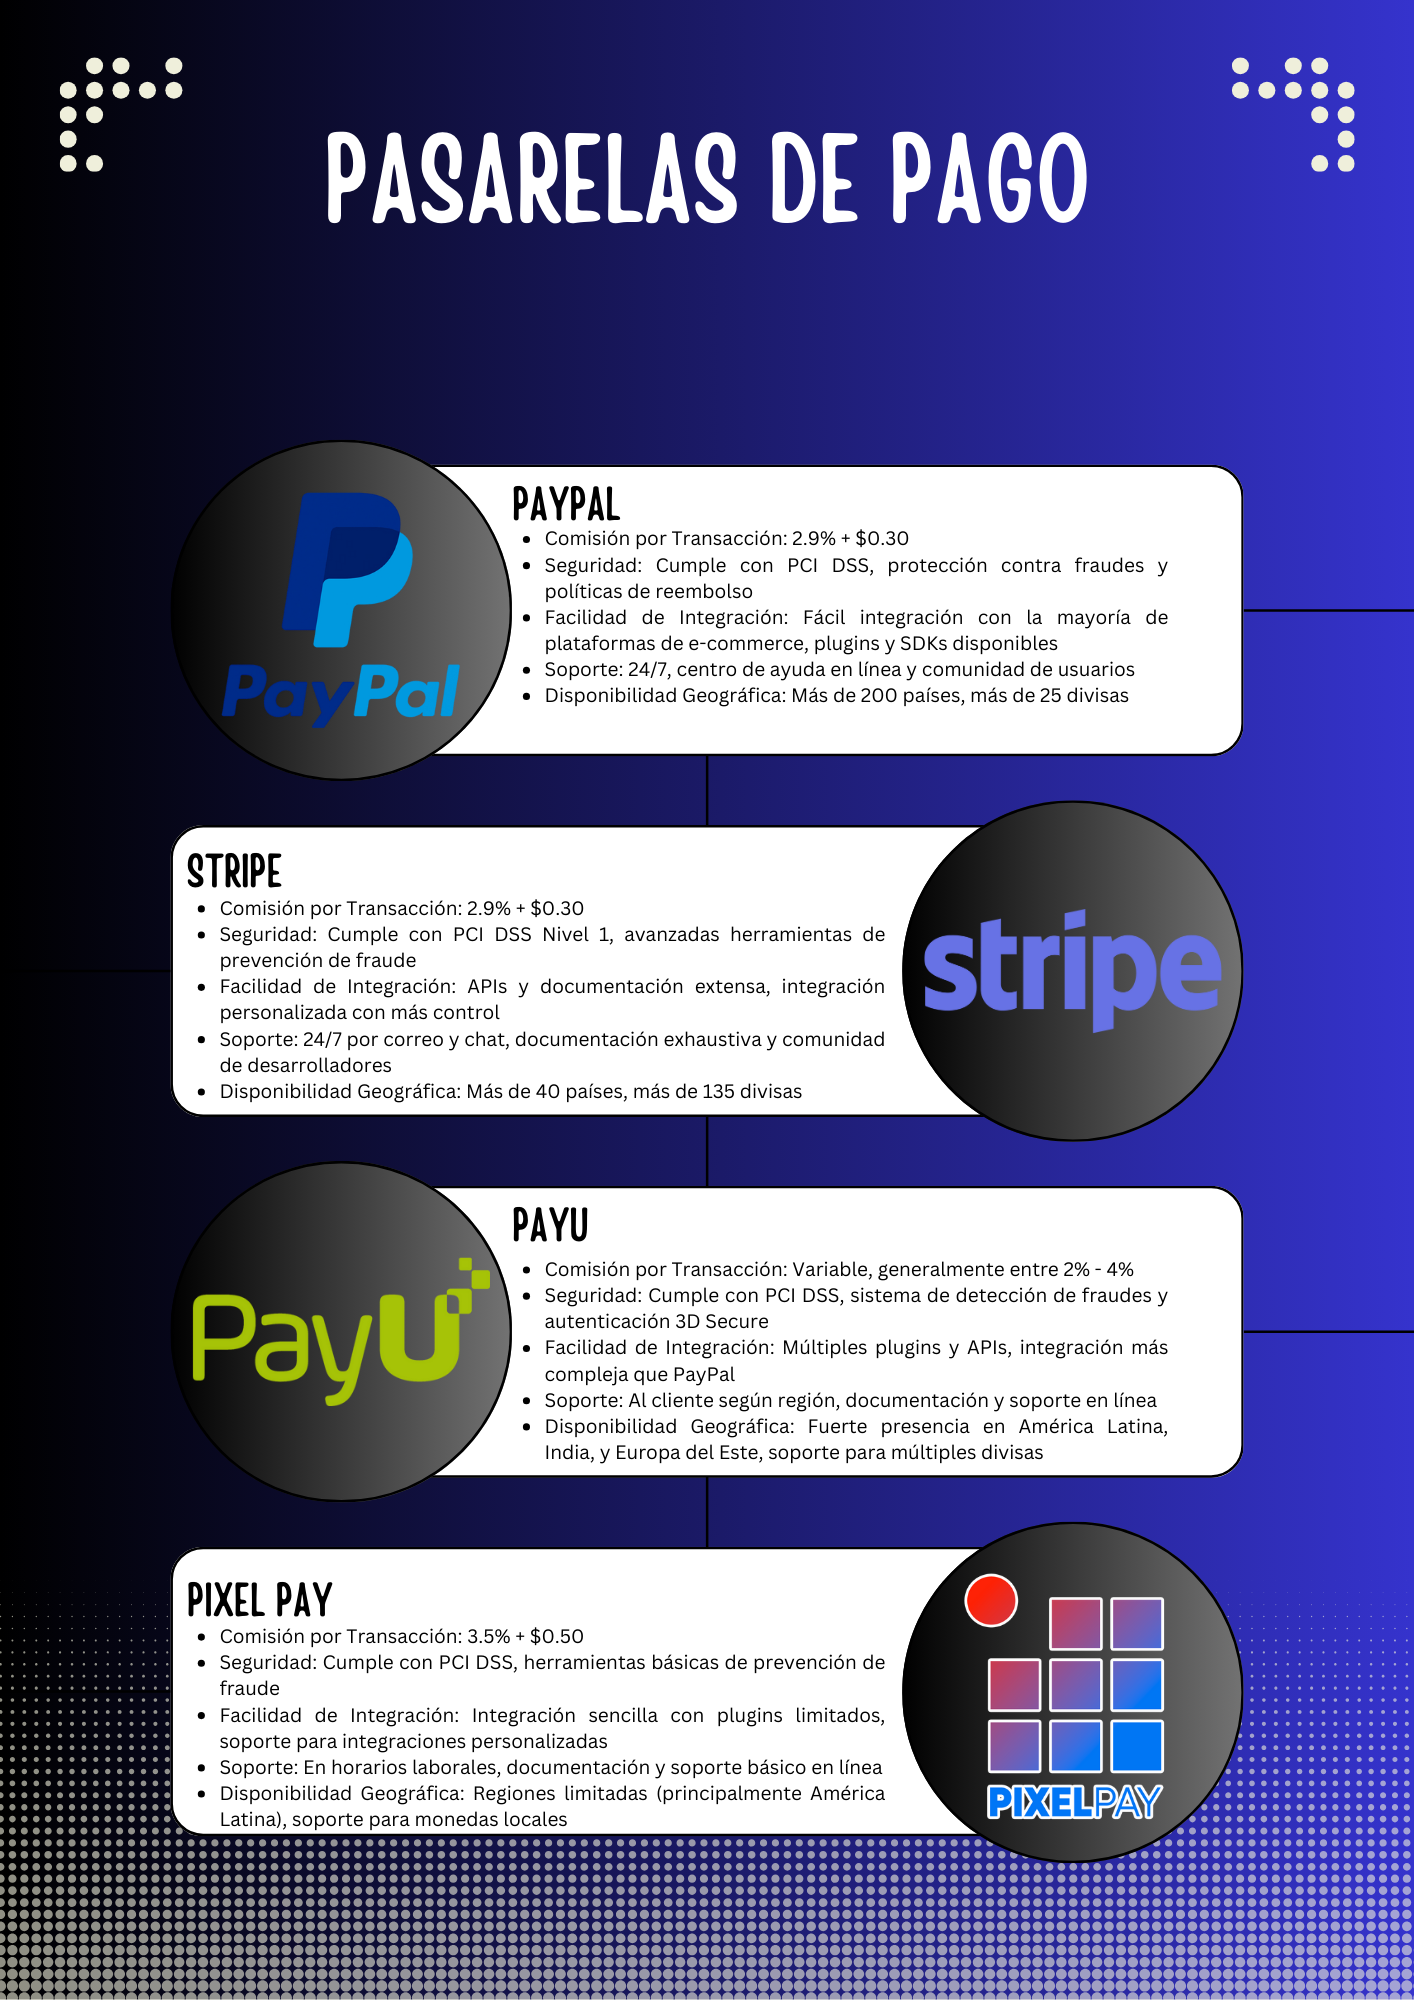 PASARELAS DE PAGO
PAYPAL
Comisión por Transacción: 2.9% + $0.30
Seguridad: Cumple con PCI DSS, protección contra fraudes y
políticas de reembolso
Facilidad de Integración: Fácil integración con la mayoría de
plataformas de e-commerce, plugins y SDKs disponibles
Soporte: 24/7, centro de ayuda en línea y comunidad de usuarios
Disponibilidad Geográfica: Más de 200 países, más de 25 divisas
PayPal
STRIPE
Comisión por Transacción: 2.9% + $0.30
Seguridad: Cumple con PCI DSS Nivel 1, avanzadas herramientas de
prevención de fraude
Facilidad de Integración: APIs y documentación extensa, integración
personalizada con más control
Soporte: 24/7 por correo y chat, documentación exhaustiva y comunidad
de desarrolladores
Disponibilidad Geográfica: Más de 40 países, más de 135 divisas
stripe
PAYU
Comisión por Transacción: Variable, generalmente entre 2% - 4%
Seguridad: Cumple con PCI DSS, sistema de detección de fraudes y
autenticación 3D Secure
Facilidad de Integración: Múltiples plugins y APIs, integración más
compleja que PayPal
Soporte: Al cliente según región, documentación y soporte en línea
Disponibilidad Geográfica: Fuerte presencia en América Latina,
India, y Europa del Este, soporte para múltiples divisas
PayU
PIXEL PAY
Comisión por Transacción: 3.5% + $0.50
Seguridad: Cumple con PCI DSS, herramientas básicas de prevención de
fraude
Facilidad de Integración: Integración sencilla con plugins limitados,
soporte para integraciones personalizadas
Soporte: En horarios laborales, documentación y soporte básico en línea
Disponibilidad Geográfica: Regiones limitadas (principalmente América
Latina), soporte para monedas locales
PIXELPAY